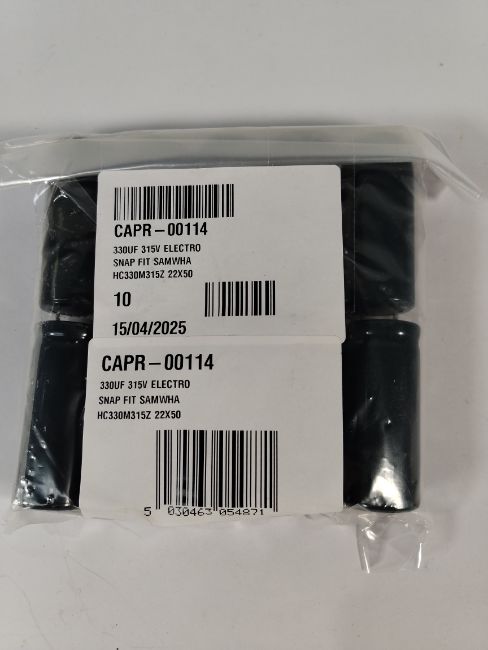 CAPR-00114
330UF 315V ELECTRO
SNAP FIT SAMWHA
HC330M315Z 22X50
10
15/04/2025
CAPR-00114
330UF 315V ELECTRO
SNAP FIT SAMWHA
HC330M315Z 22X50
5 030463 054871